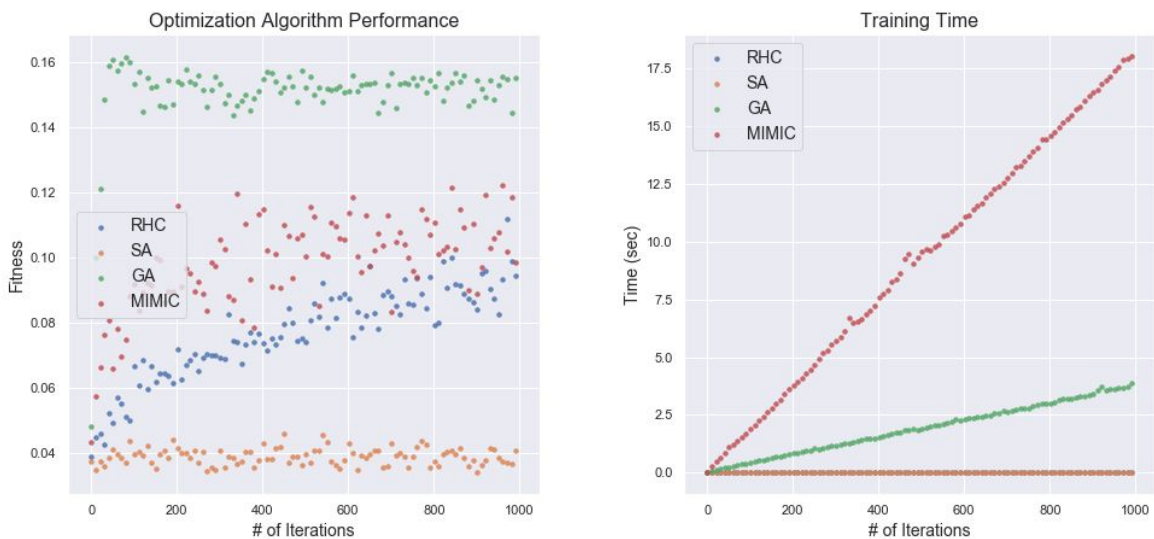 Optimization Algorithm Performance
0.16
0.14
0.12
0.10
0.08
0.06
0.04
Fitness
RHC
SA
GA
MIMIC
0 200 400 600 800 1000
# of Iterations
Training Time
17.5
15.0
12.5
10.0
7.5
5.0
2.5
0.0
Time (sec)
RHC
SA
GA
MIMIC
0 200 400 600 800 1000
# of Iterations